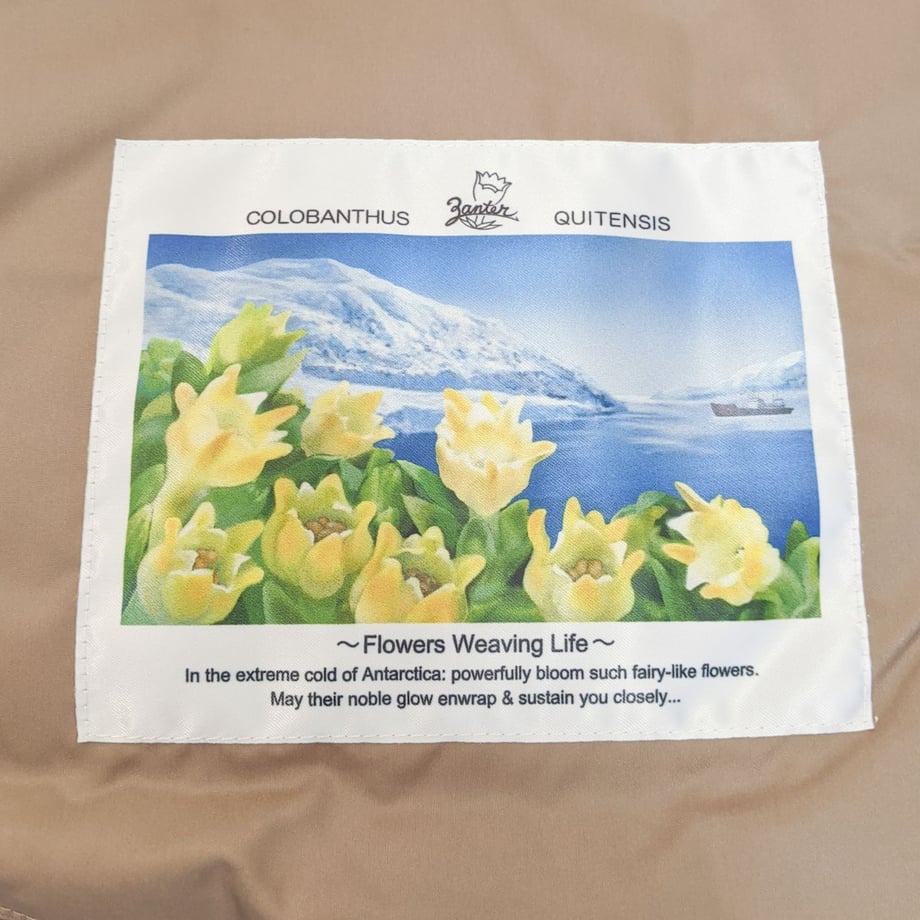 COLOBANTHUS Zanter QUITENSIS
～Flowers Weaving Life～
In the extreme cold of Antarctica: powerfully bloom such fairy-like flowers.
May their noble glow enwrap & sustain you closely...